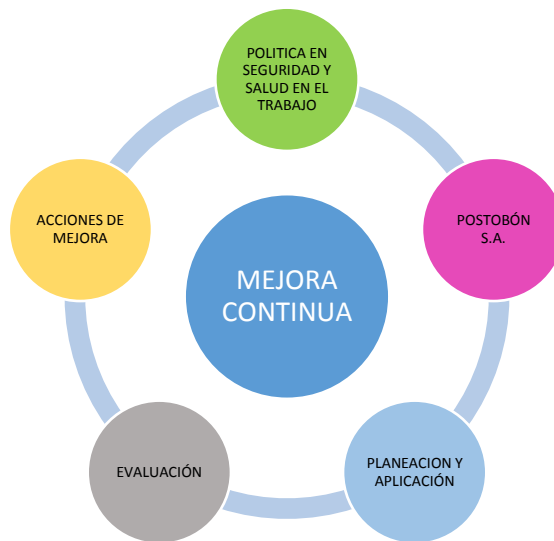 POLITICA EN
SEGURIDAD Y
SALUD EN EL
TRABAJO
POSTOBÓN
S.A.
PLANEACION Y
APLICACIÓN
EVALUACIÓN
ACCIONES DE
MEJORA
MEJORA
CONTINUA